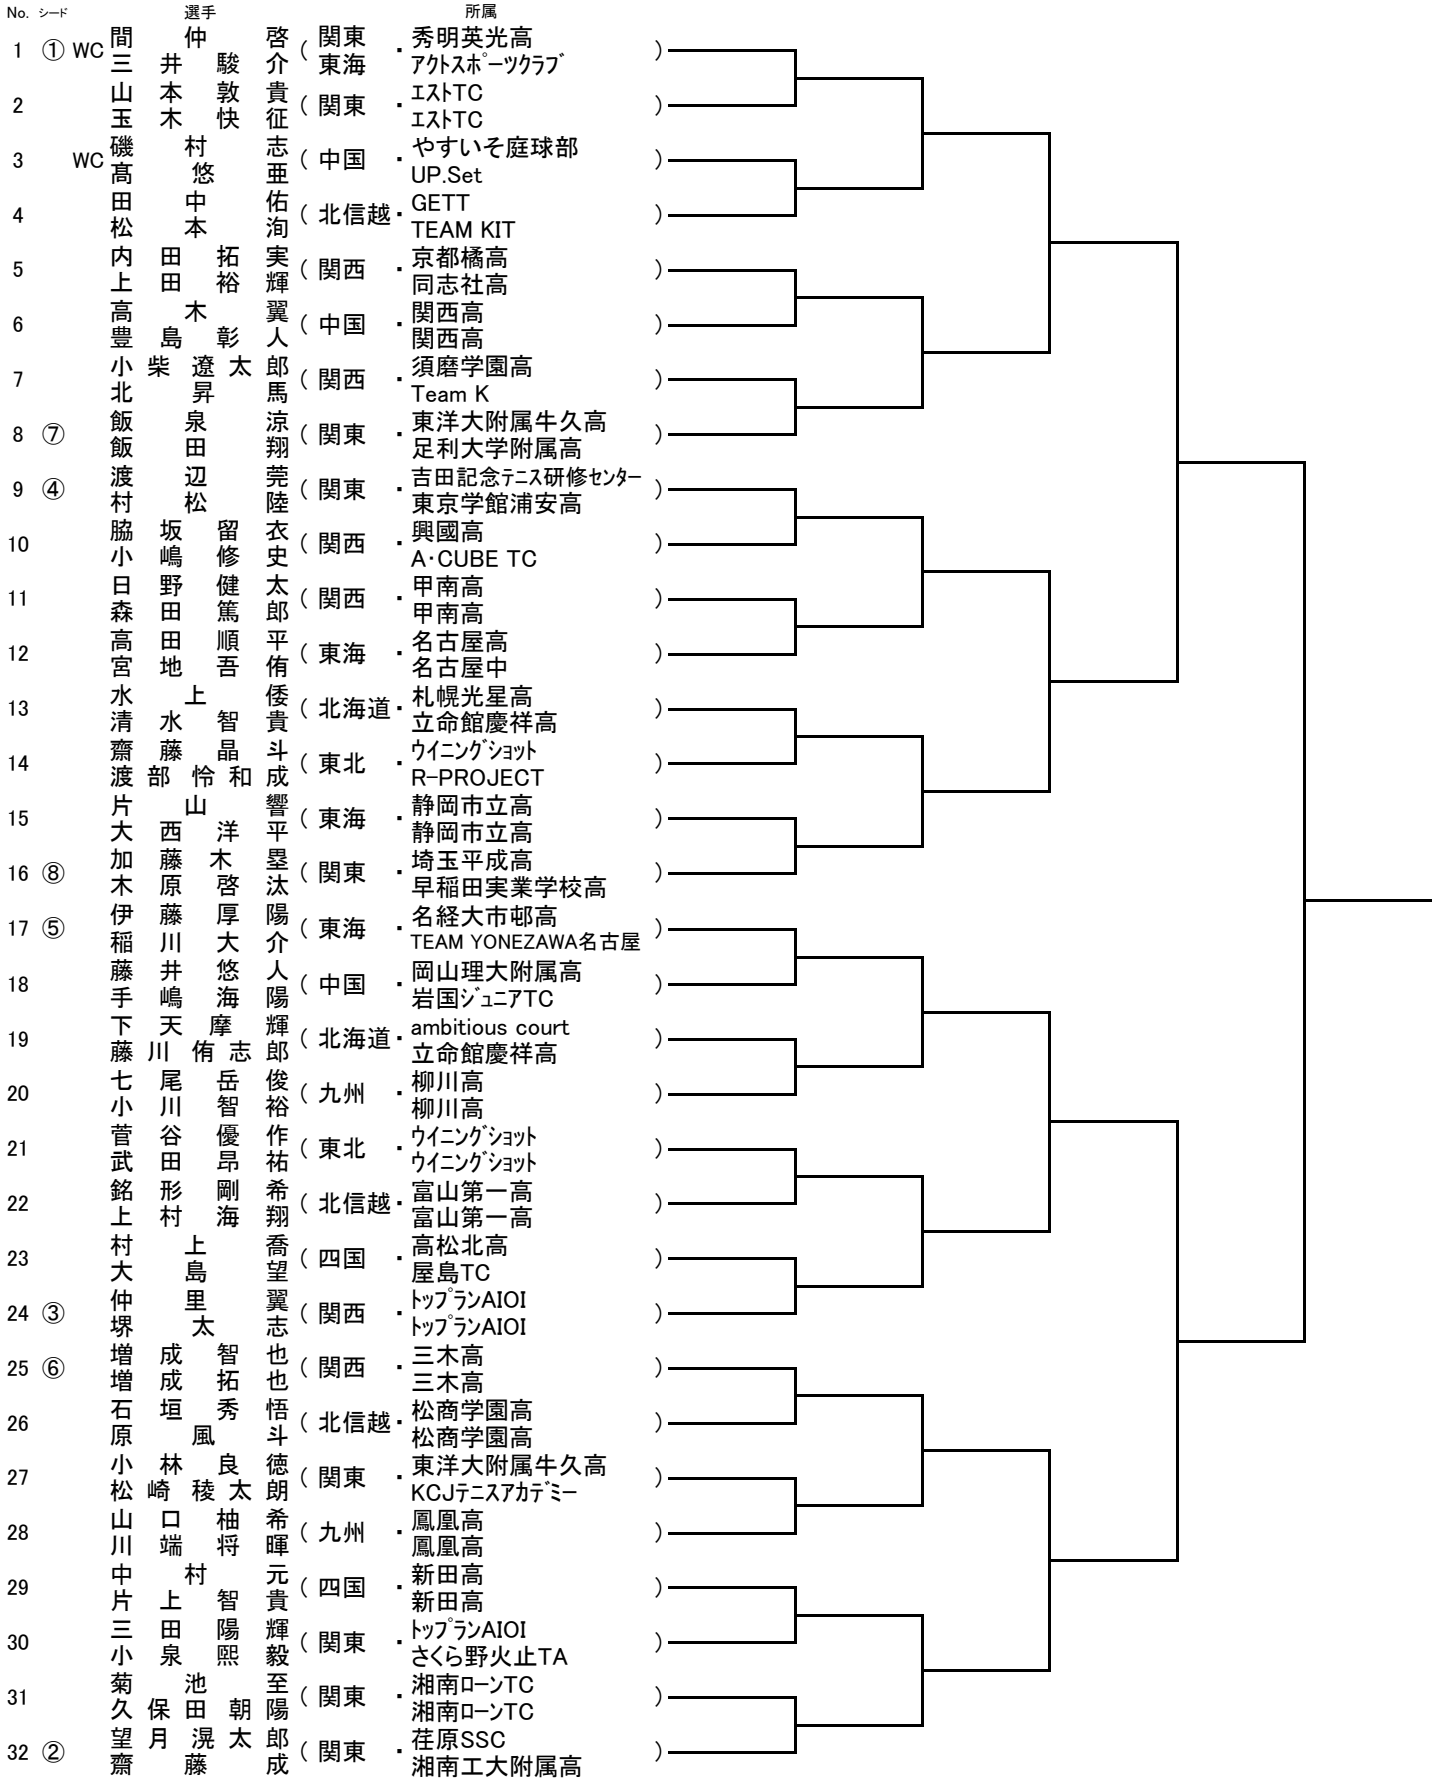 No. シード 選手 所属
間仲啓 秀明英光高
1 ① WC ( 関東 東海 ・ )
三井駿介 アクトスポーツクラブ
山本敦貴 エストTC
2 ( 関東 ・ )
玉木快征 エストTC
磯村志 やすいそ庭球部
3 WC ( 中国 ・ )
髙悠亜 UP.Set
田中佑 GETT
4 ( 北信越・ )
松本洵 TEAM KIT
内田拓実 京都橘高
5 ( 関西 ・ )
上田裕輝 同志社高
高木翼 関西高
6 ( 中国 ・ )
豊島彰人 関西高
小柴遼太郎 須磨学園高
7 ( 関西 ・ )
北昇馬 Team K
飯泉涼 東洋大附属牛久高
8 ⑦ ( 関東 ・ )
飯田翔 足利大学附属高
渡辺莞 吉田記念テニス研修センター
9 ④ ( 関東 ・ )
村松陸 東京学館浦安高
脇坂留衣 興國高
10 ( 関西 ・ )
小嶋修史 A・CUBE TC
日野健太 甲南高
11 ( 関西 ・ )
森田篤郎 甲南高
高田順平 名古屋高
12 ( 東海 ・ )
宮地吾侑 名古屋中
水上倭 札幌光星高
13 ( 北海道・ )
清水智貴 立命館慶祥高
齋藤晶斗 ウイニングショット
14 ( 東北 ・ )
渡部怜和成 R-PROJECT
片山響 静岡市立高
15 ( 東海 ・ )
大西洋平 静岡市立高
加藤木塁 埼玉平成高
16 ⑧ ( 関東 ・ )
木原啓汰 早稲田実業学校高
伊藤厚陽 名経大市邨高
17 ⑤ ( 東海 ・ )
稲川大介 TEAM YONEZAWA名古屋
藤井悠人 岡山理大附属高
18 ( 中国 ・ )
手嶋海陽 岩国ジュニアTC
下天摩輝 ambitious court
19 ( 北海道・ )
藤川侑志郎 立命館慶祥高
七尾岳俊 柳川高
20 ( 九州 ・ )
小川智裕 柳川高
菅谷優作 ウイニングショット
21 ( 東北 ・ )
武田昂祐 ウイニングショット
銘形剛希 富山第一高
22 ( 北信越・ )
上村海翔 富山第一高
村上喬 高松北高
23 ( 四国 ・ )
大島望 屋島TC
仲里翼 トップランAIOI
24 ③ ( 関西 ・ )
堺太志 トップランAIOI
増成智也 三木高
25 ⑥ ( 関西 ・ )
増成拓也 三木高
石垣秀悟 松商学園高
26 ( 北信越・ )
原風斗 松商学園高
小林良徳 東洋大附属牛久高
27 ( 関東 ・ )
松崎稜太朗 KCJテニスアカデミー
山口柚希 鳳凰高
28 ( 九州 ・ )
川端将暉 鳳凰高
中村元 新田高
29 ( 四国 ・ )
片上智貴 新田高
三田陽輝 トップランAIOI
30 ( 関東 ・ )
小泉熙毅 さくら野火止TA
菊池至 湘南ローンTC
31 ( 関東 ・ )
久保田朝陽 湘南ローンTC
望月滉太郎 荏原SSC
32 ② ( 関東 ・ )
齋藤成 湘南工大附属高